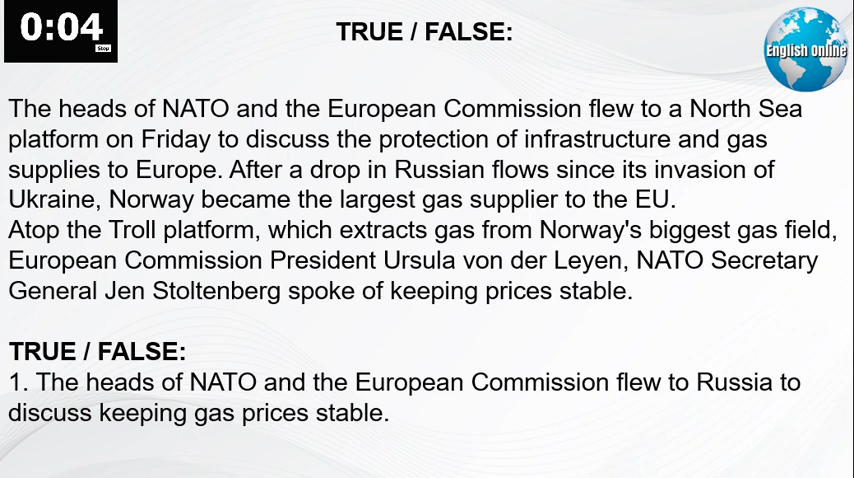 0:04
Stop
TRUE / FALSE:
English Online
The heads of NATO and the European Commission flew to a North Sea
platform on Friday to discuss the protection of infrastructure and gas
supplies to Europe. After a drop in Russian flows since its invasion of
Ukraine, Norway became the largest gas supplier to the EU.
Atop the Troll platform, which extracts gas from Norway's biggest gas field,
European Commission President Ursula von der Leyen, NATO Secretary
General Jen Stoltenberg spoke of keeping prices stable.
TRUE / FALSE:
1. The heads of NATO and the European Commission flew to Russia to
discuss keeping gas prices stable.